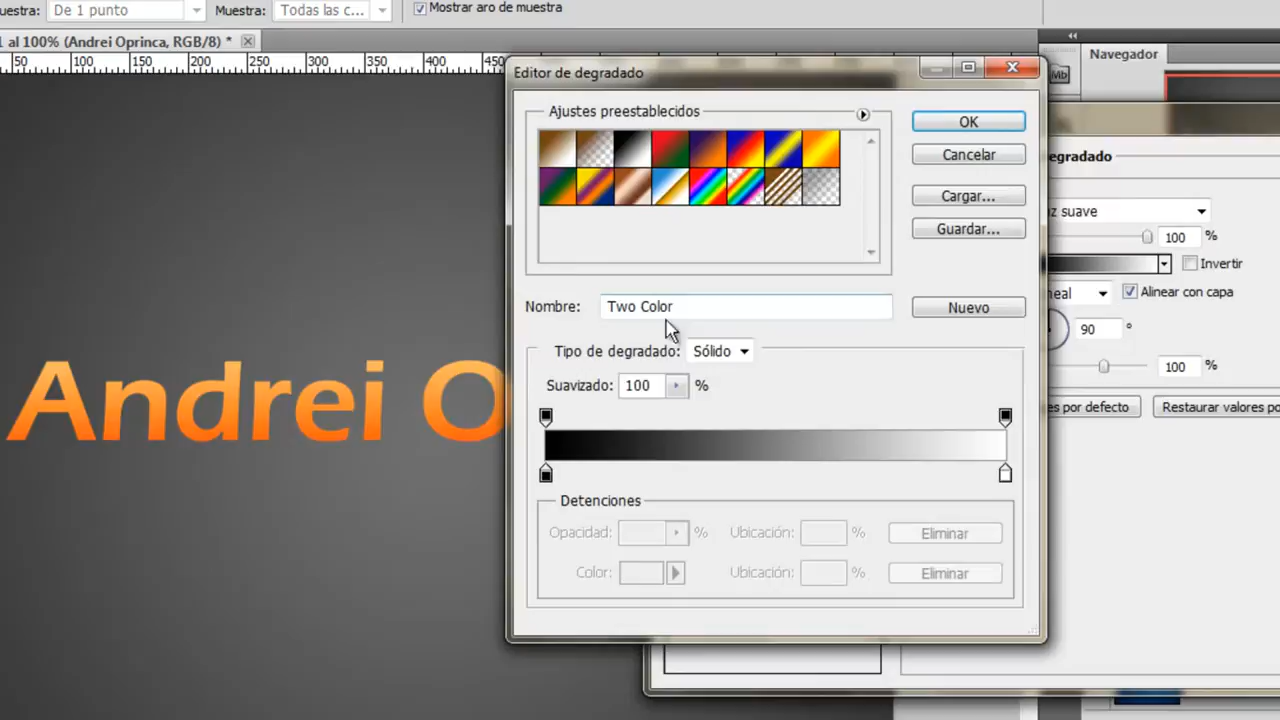 uestra: De 1 punto Muestra: Todas las c... Mostrar aro de muestra
1 al 100% (Andrei Oprinca, RGB/8) *
50 100 150 200 250 300 350 400 450
Mb Navegador
Andrei O
Editor de degradado
Ajustes preestablecidos
OK
Cancelar
Cargar...
Guardar...
Nombre: Two Color Nuevo
Tipo de degradado: Sólido
Suavizado: 100 %
Detenciones
Opacidad: % Ubicación: % Eliminar
Color: Ubicación: % Eliminar
egradado
z suave
100 %
Invertir
neal Alinear con capa
90 °
100 %
es por defecto Restaurar valores po